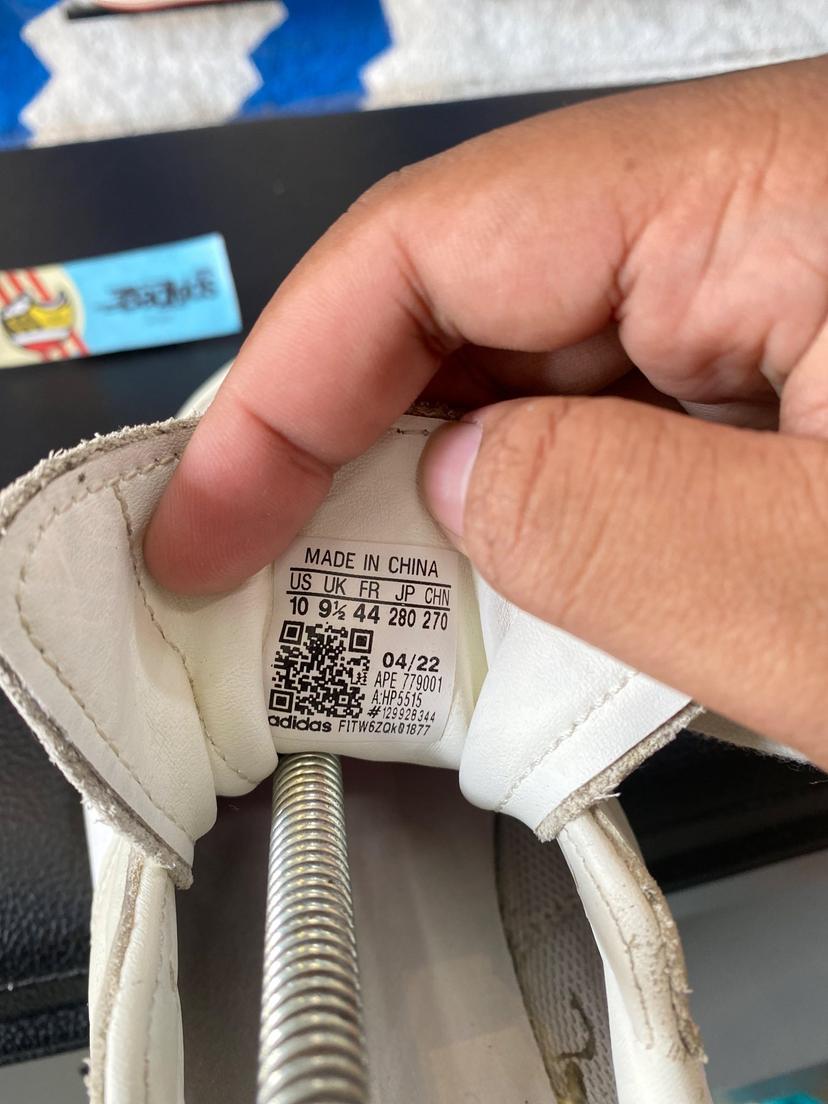 MADE IN CHINA
US UK FR JP CHN
10 9½ 44 280 270
04/22
APE 779001
A:HP5515
#129928344
adidas FITW6ZQk01877